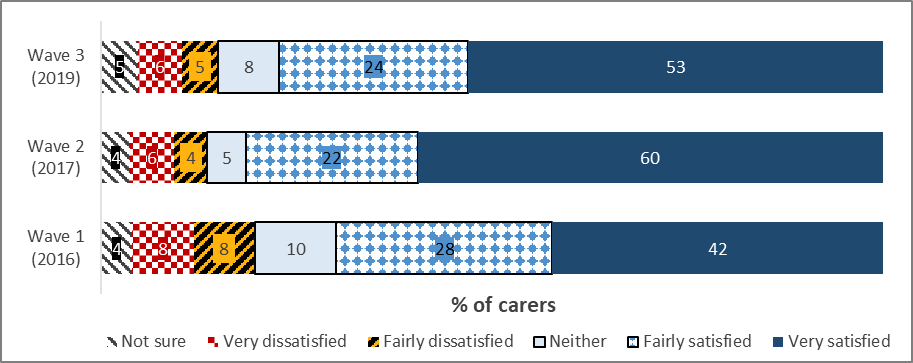 Wave 3
(2019)
5 6 5 8 24 53
Wave 2
(2017)
4 6 4 5 22 60
Wave 1
(2016)
4 8 8 10 28 42
% of carers
Not sure Very dissatisfied Fairly dissatisfied Neither Fairly satisfied Very satisfied